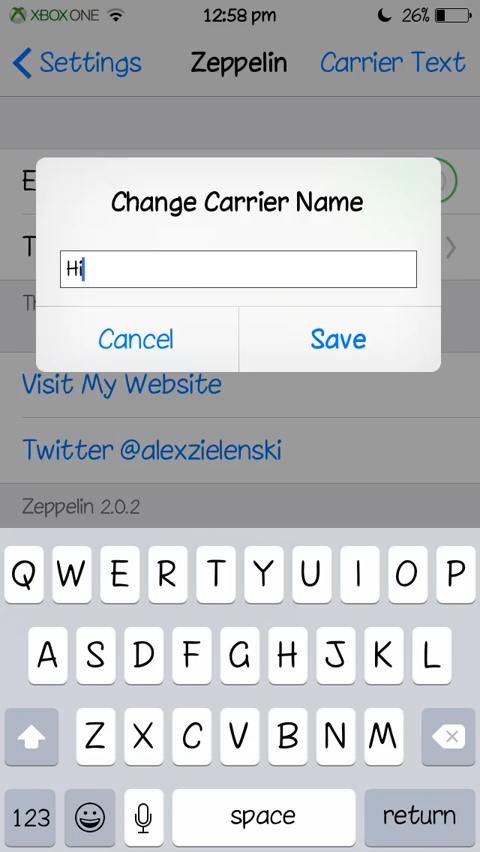 XBOX ONE 12:58 pm 26%
Settings Zeppelin Carrier Text
E
Change Carrier Name
T
Hi
Th
Cancel Save
Visit My Website
Twitter @alexzielenski
Zeppelin 2.0.2
Q W E R T Y U I O P
A S D F G H J K L
Z X C V B N M
123 space return